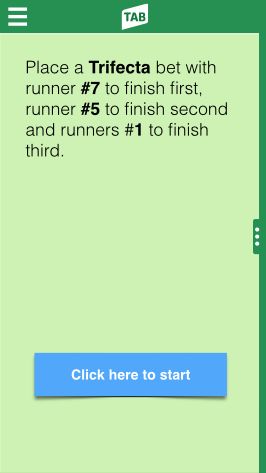 TAB
Place a Trifecta bet with
runner #7 to finish first,
runner #5 to finish second
and runners #1 to finish
third.
Click here to start